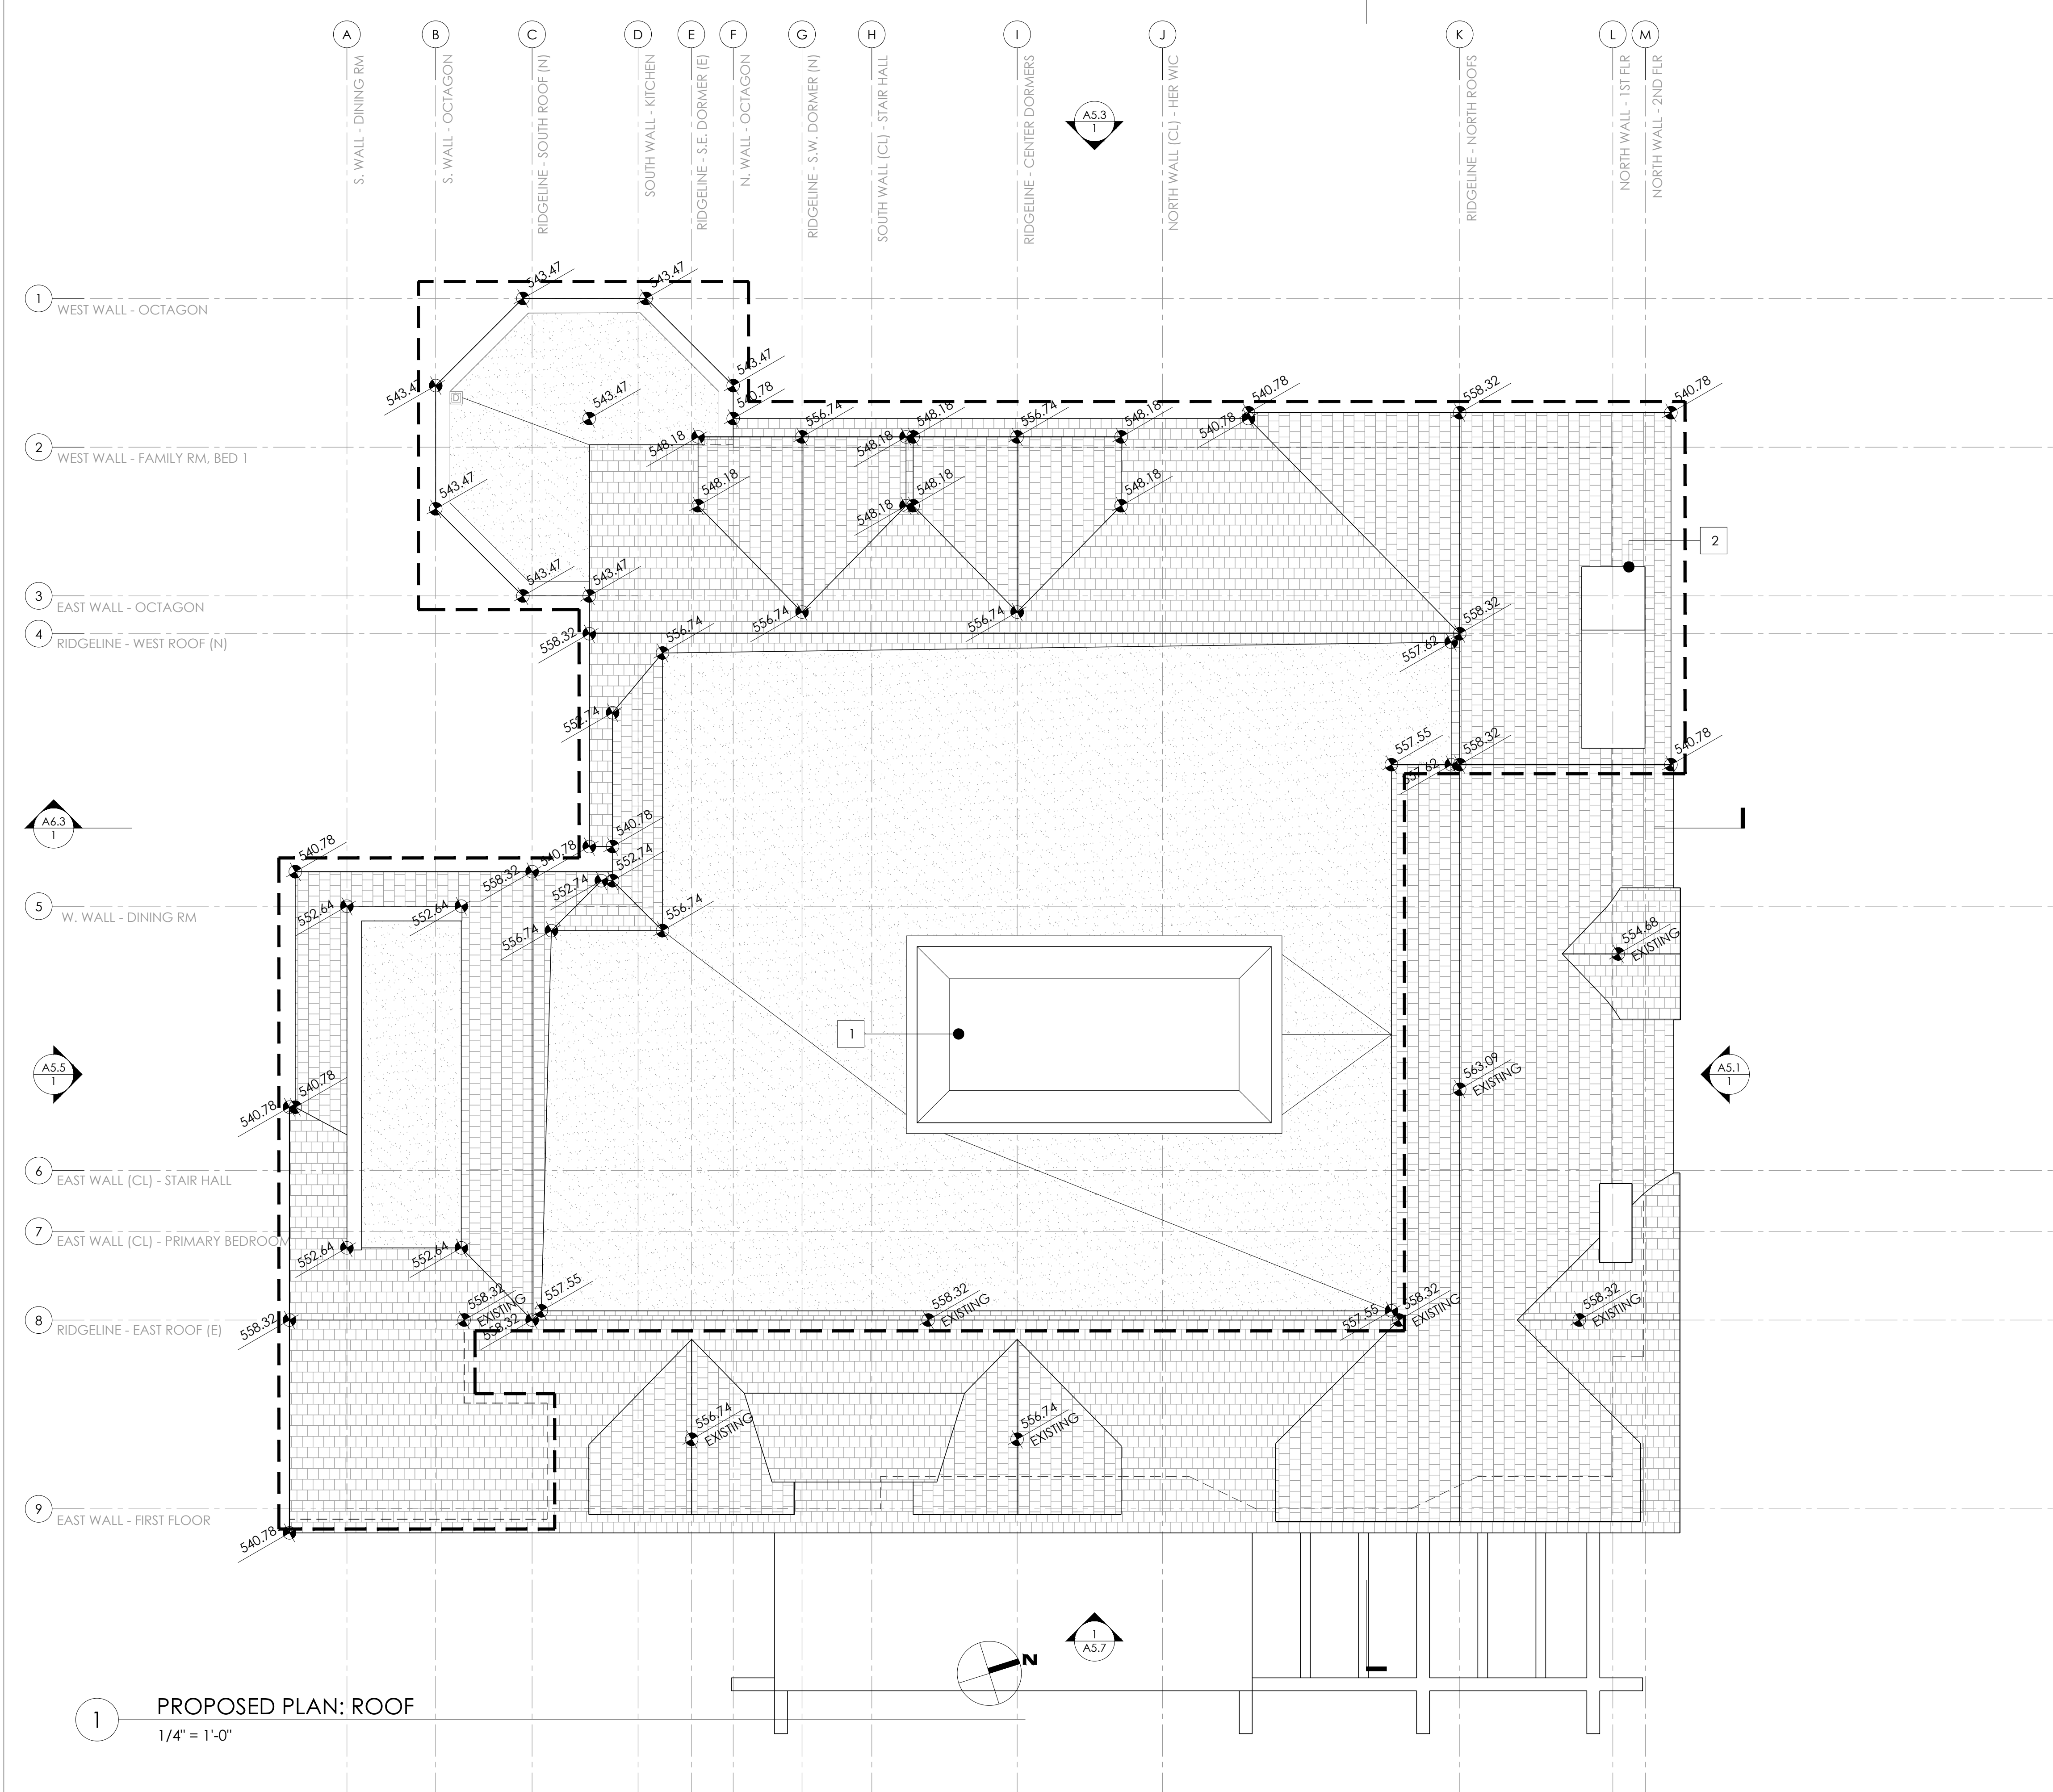 A
B
C
D
E
F
G
H
I
J
K
L
M
S. WALL - DINING RM
S. WALL - OCTAGON
RIDGELINE - SOUTH ROOF (N)
SOUTH WALL - KITCHEN
RIDGELINE - S.E. DORMER (E)
N. WALL - OCTAGON
RIDGELINE - S.W. DORMER (N)
SOUTH WALL (CL) - STAIR HALL
RIDGELINE - CENTER DORMERS
NORTH WALL (CL) - HER WIC
RIDGELINE - NORTH ROOFS
NORTH WALL - 1ST FLR
NORTH WALL - 2ND FLR
A5.3
1
543.47
543.47
1
WEST WALL - OCTAGON
543.47
543.47
543.47
540.78
556.74
548.18
556.74
548.18
540.78
540.78
558.32
540.78
2
WEST WALL - FAMILY RM, BED 1
548.18
548.18
D
543.47
548.18
548.18
548.18
548.18
2
543.47
543.47
3
EAST WALL - OCTAGON
556.74
556.74
558.32
4
RIDGELINE - WEST ROOF (N)
558.32
556.74
557.62
552.74
557.55
558.32
557.62
540.78
A6.3
1
540.78
558.32
540.78
540.78
552.74
552.74
5
W. WALL - DINING RM
552.64
552.64
556.74
556.74
554.68
EXISTING
1
A5.5
1
563.09
EXISTING
A5.1
1
540.78
540.78
6
EAST WALL (CL) - STAIR HALL
7
EAST WALL (CL) - PRIMARY BEDROOM
552.64
552.64
558.32
EXISTING
557.55
558.32
EXISTING
557.55
558.32
EXISTING
558.32
EXISTING
8
RIDGELINE - EAST ROOF (E)
558.32
558.32
556.74
EXISTING
556.74
EXISTING
9
EAST WALL - FIRST FLOOR
540.78
1
A5.7
N
1
PROPOSED PLAN: ROOF
1/4" = 1'-0"